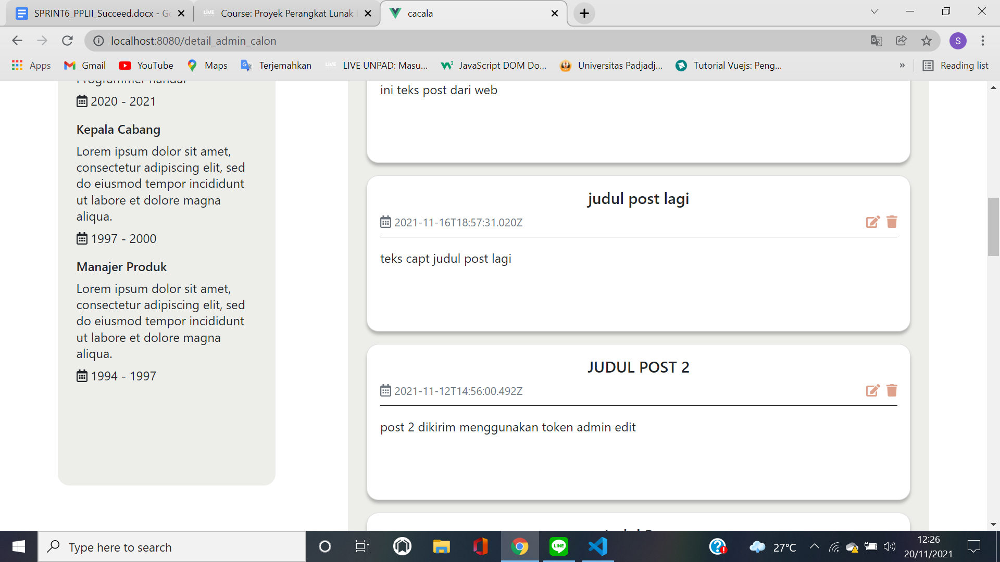 SPRINT6_PPLII_Succeed.docx - Go
LIVE
Course: Proyek Perangkat Lunak
cacala
localhost:8080/detail_admin_calon
S
Apps
Gmail
YouTube
Maps
Terjemahkan
LIVE
LIVE UNPAD: Masu...
JavaScript DOM Do...
Universitas Padjadj...
Tutorial Vuejs: Peng...
»
Reading list
Programmer handal
2020 - 2021
Kepala Cabang
Lorem ipsum dolor sit amet,
consectetur adipiscing elit, sed
do eiusmod tempor incididunt
ut labore et dolore magna
aliqua.
1997 - 2000
Manajer Produk
Lorem ipsum dolor sit amet,
consectetur adipiscing elit, sed
do eiusmod tempor incididunt
ut labore et dolore magna
aliqua.
1994 - 1997
ini teks post dari web
judul post lagi
2021-11-16T18:57:31.020Z
teks capt judul post lagi
JUDUL POST 2
2021-11-12T14:56:00.492Z
post 2 dikirim menggunakan token admin edit
Type here to search
LINE
27°C
12:26
20/11/2021